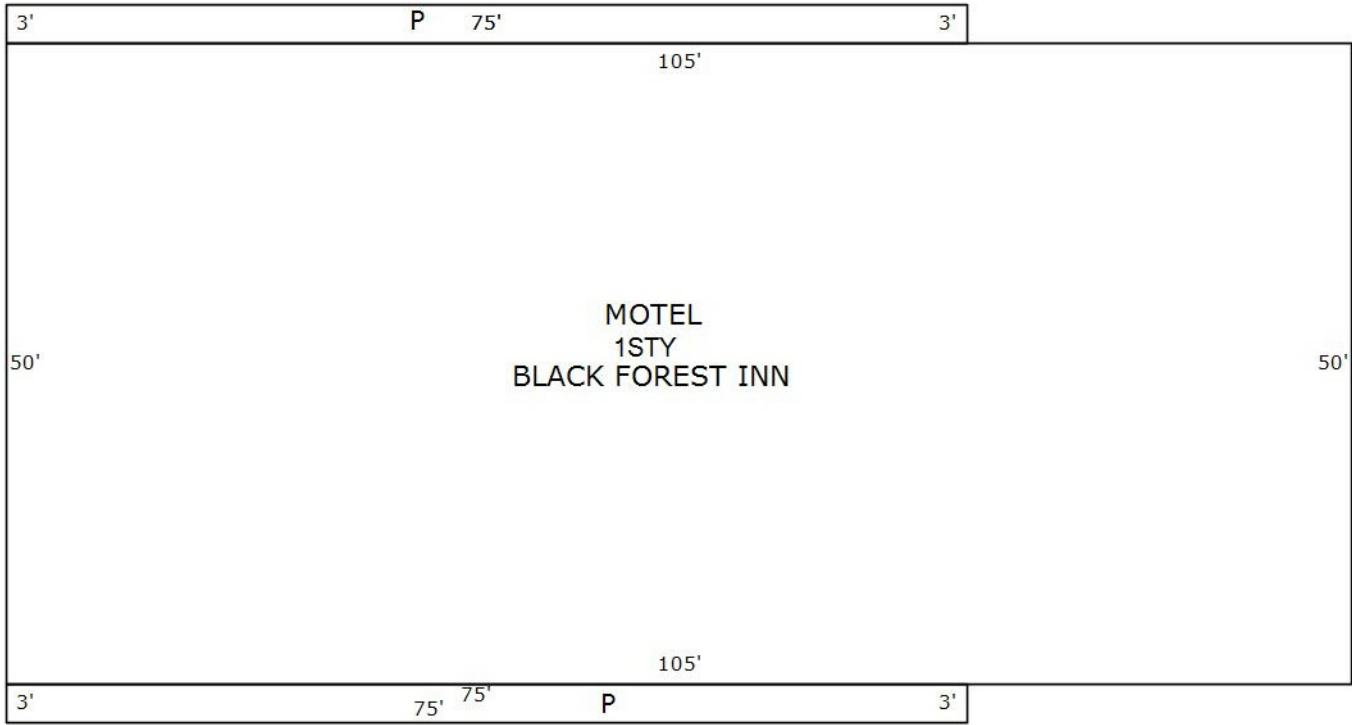 3' P 75' 3'
105'
MOTEL
1STY
50' BLACK FOREST INN 50'
105'
3' 75' 75' P 3'